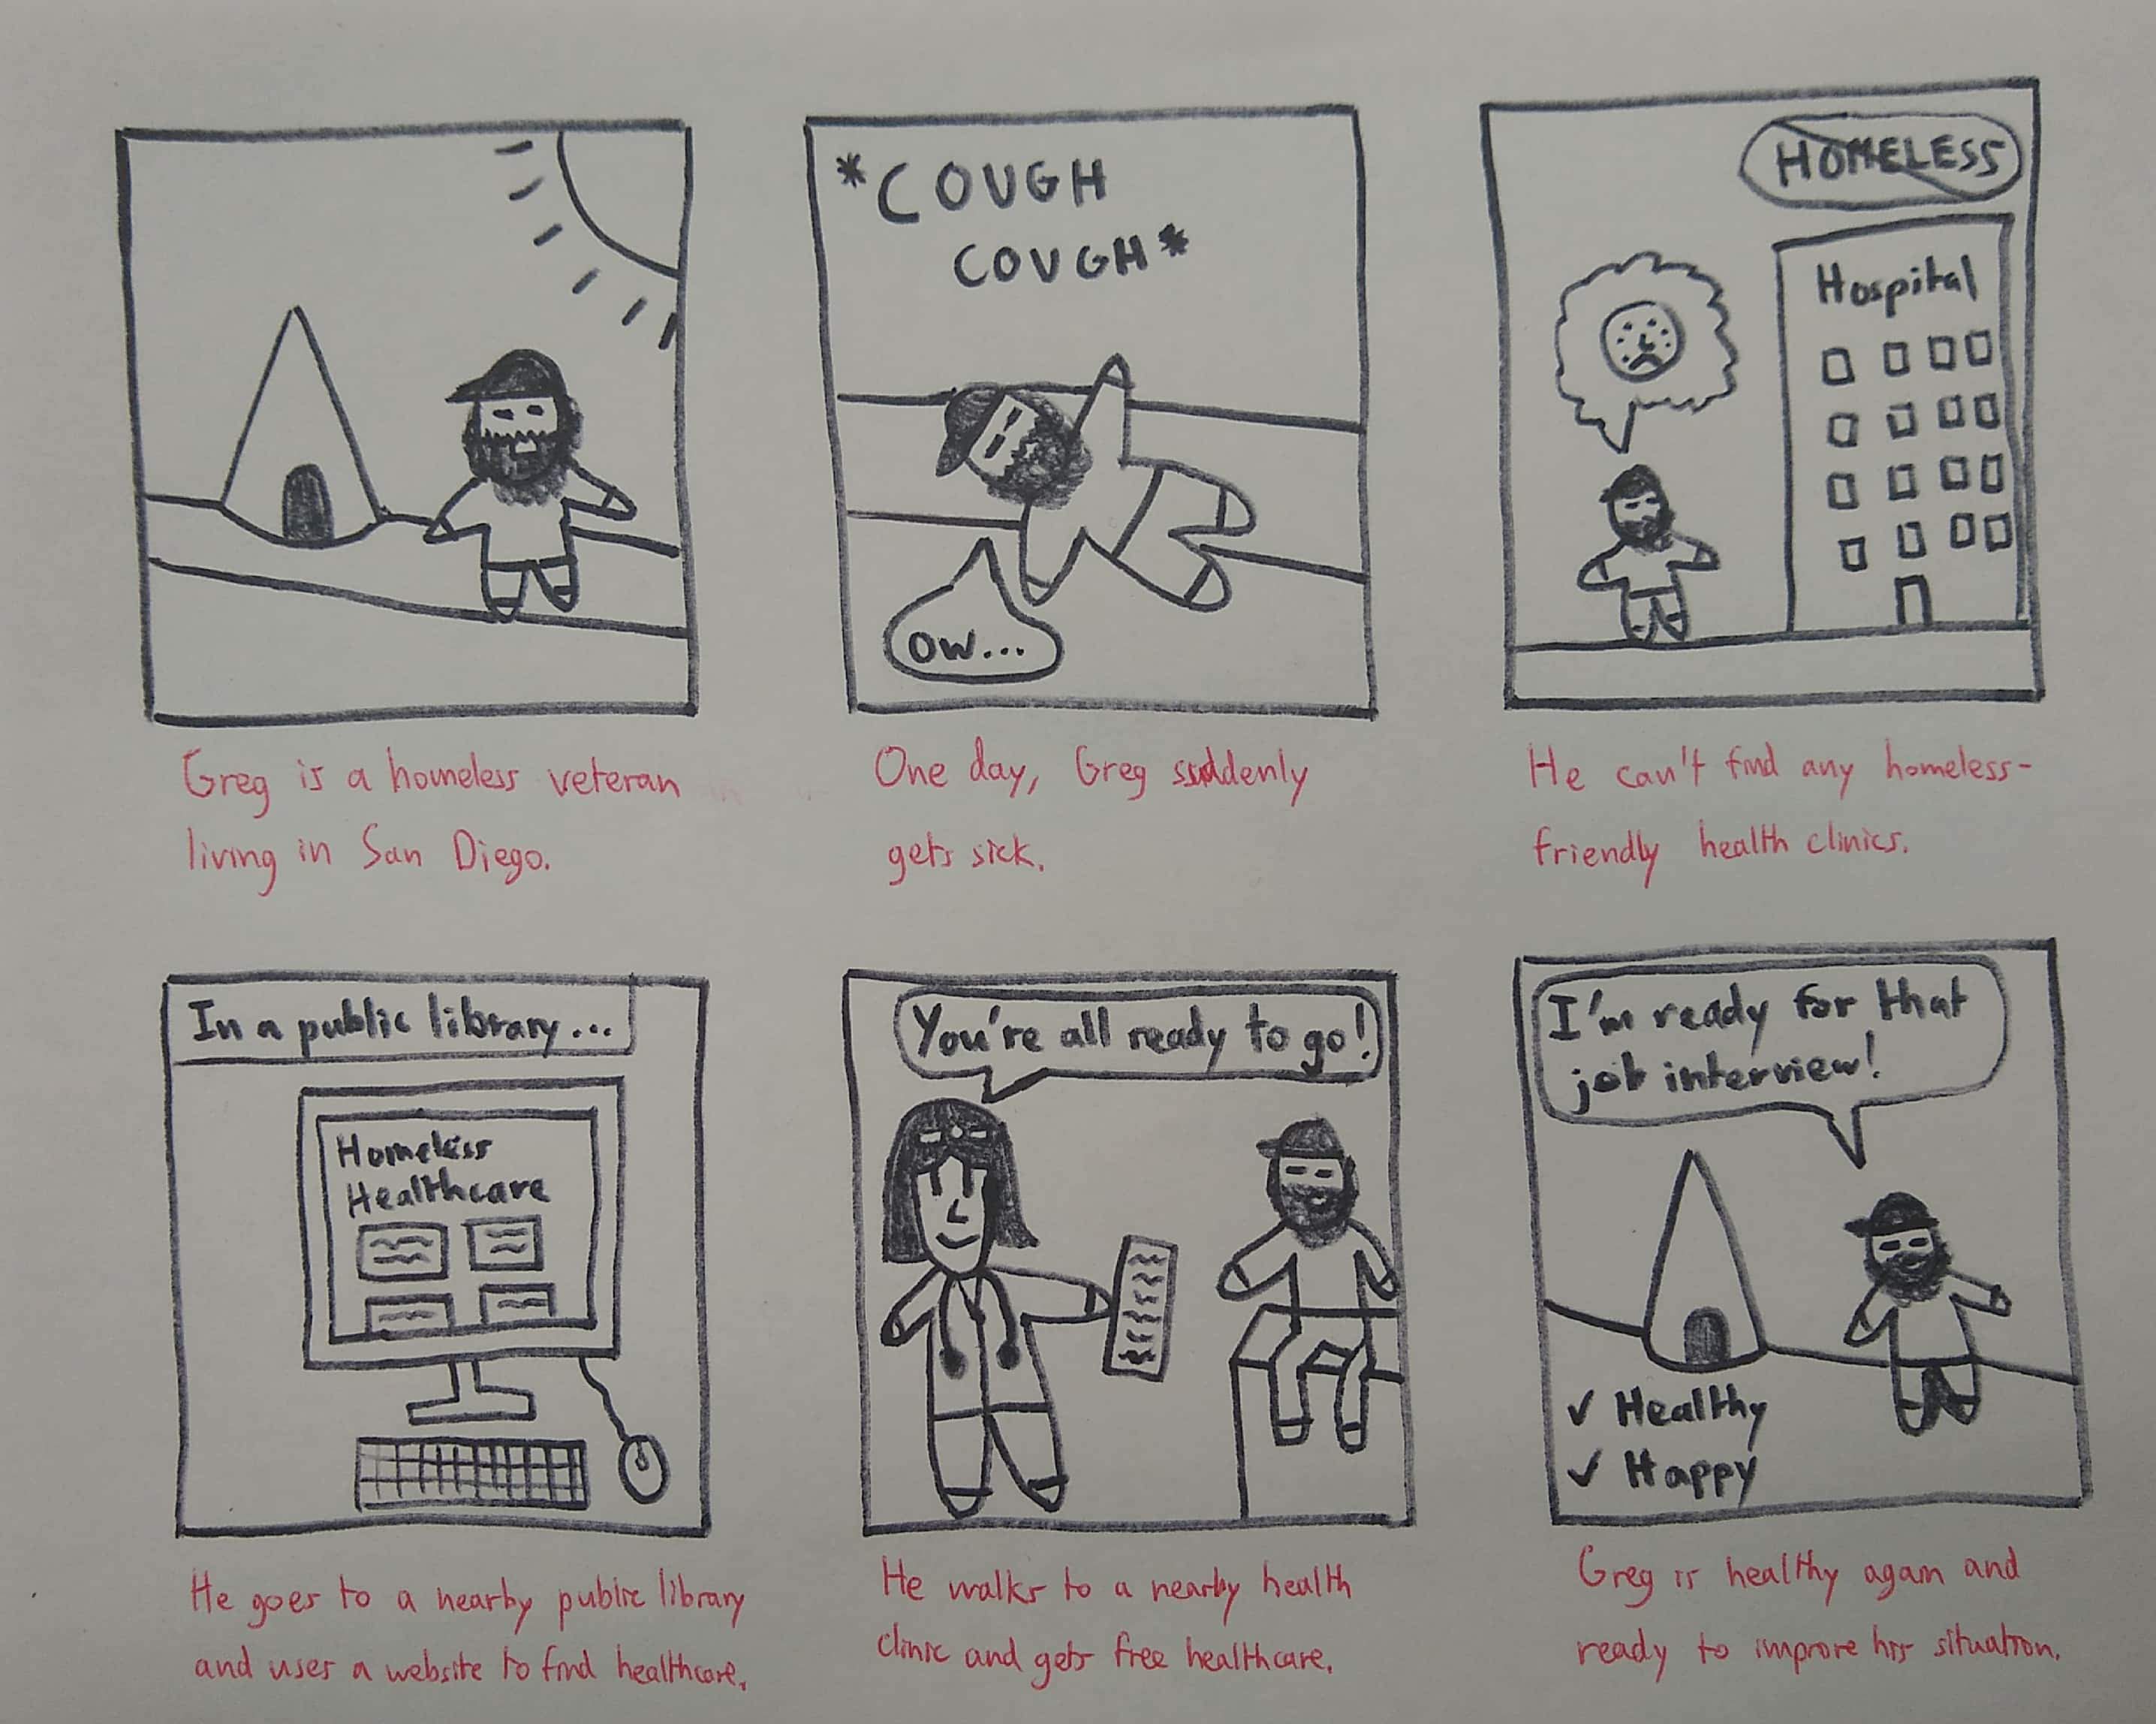 *COUGH
COUGH*
OW...
HOMELESS
Hospital
Greg is a homeless veteran
living in San Diego.
One day, Greg suddenly
gets sick.
He can't find any homeless-
friendly health clinics.
In a public library...
Homeless
Healthcare
You're all ready to go!
I'm ready for that
job interview!
✓ Healthy
✓ Happy
He goes to a nearby public library
and uses a website to find healthcare.
He walks to a nearby health
clinic and gets free healthcare.
Greg is healthy again and
ready to improve his situation.